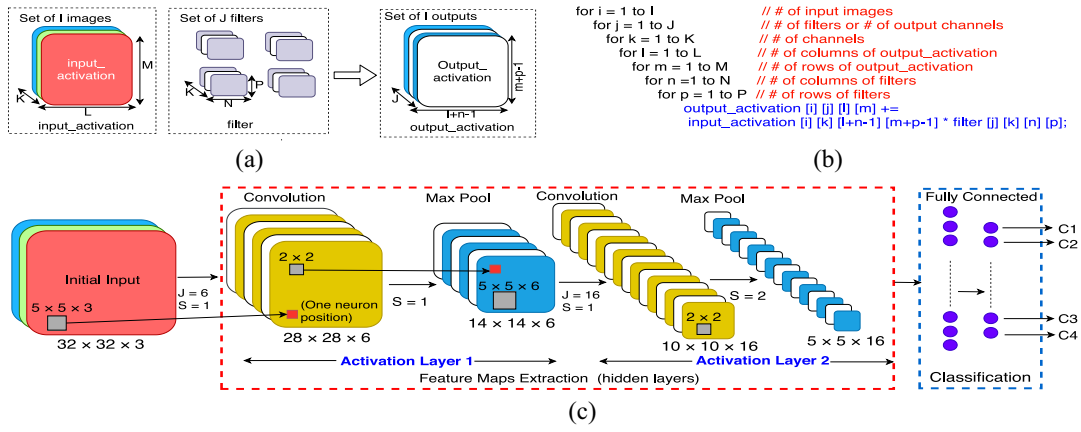 Set of I images
input_
activation
M
K
L
input_activation
Set of J filters
K
N
P
filter
Set of I outputs
Output_
activation
m+p-1
J
l+n-1
output_activation
(a)
for i = 1 to I // # of input images
for j = 1 to J // # of filters or # of output channels
for k = 1 to K // # of channels
for l = 1 to L // # of columns of output_activation
for m = 1 to M // # of rows of output_activation
for n =1 to N // # of columns of filters
for p = 1 to P // # of rows of filters
output_activation [i] [j] [l] [m] +=
input_activation [i] [k] [l+n-1] [m+p-1] * filter [j] [k] [n] [p];
(b)
Initial Input
5 × 5 × 3
32 × 32 × 3
J = 6
S = 1
Convolution
2 × 2
(One neuron
position)
28 × 28 × 6
S = 1
Max Pool
5 × 5 × 6
14 × 14 × 6
J = 16
S = 1
Convolution
2 × 2
10 × 10 × 16
S = 2
Max Pool
5 × 5 × 16
Activation Layer 1
Activation Layer 2
Feature Maps Extraction (hidden layers)
Fully Connected
C1
C2
C3
C4
Classification
(c)